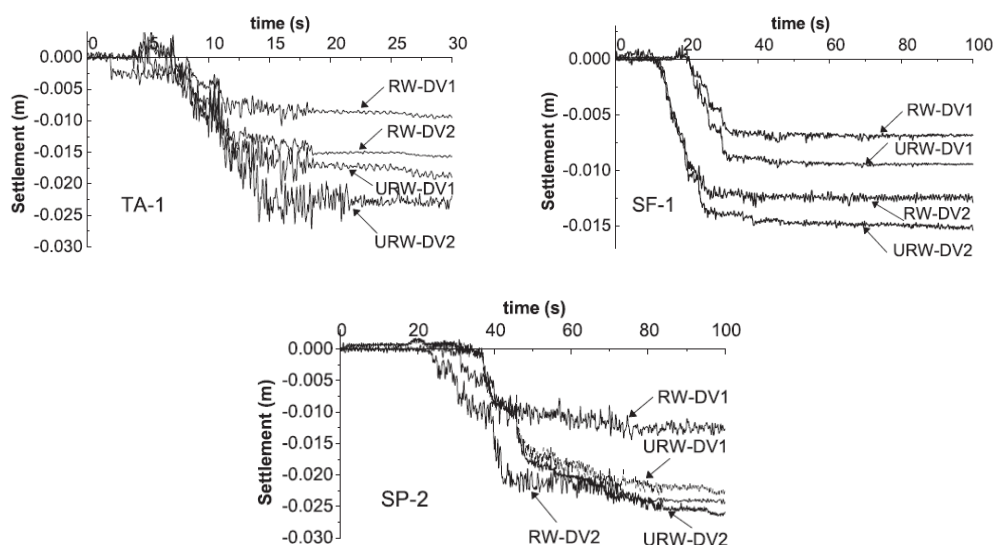 time (s)
0 5 10 15 20 25 30
0.000
-0.005
-0.010
-0.015
-0.020
-0.025
-0.030
Settlement (m)
RW-DV1
RW-DV2
URW-DV1
URW-DV2
TA-1
time (s)
0 20 40 60 80 100
0.000
-0.005
-0.010
-0.015
Settlement (m)
RW-DV1
URW-DV1
RW-DV2
URW-DV2
SF-1
time (s)
0 20 40 60 80 100
0.000
-0.005
-0.010
-0.015
-0.020
-0.025
-0.030
Settlement (m)
RW-DV1
URW-DV1
SP-2
RW-DV2
URW-DV2